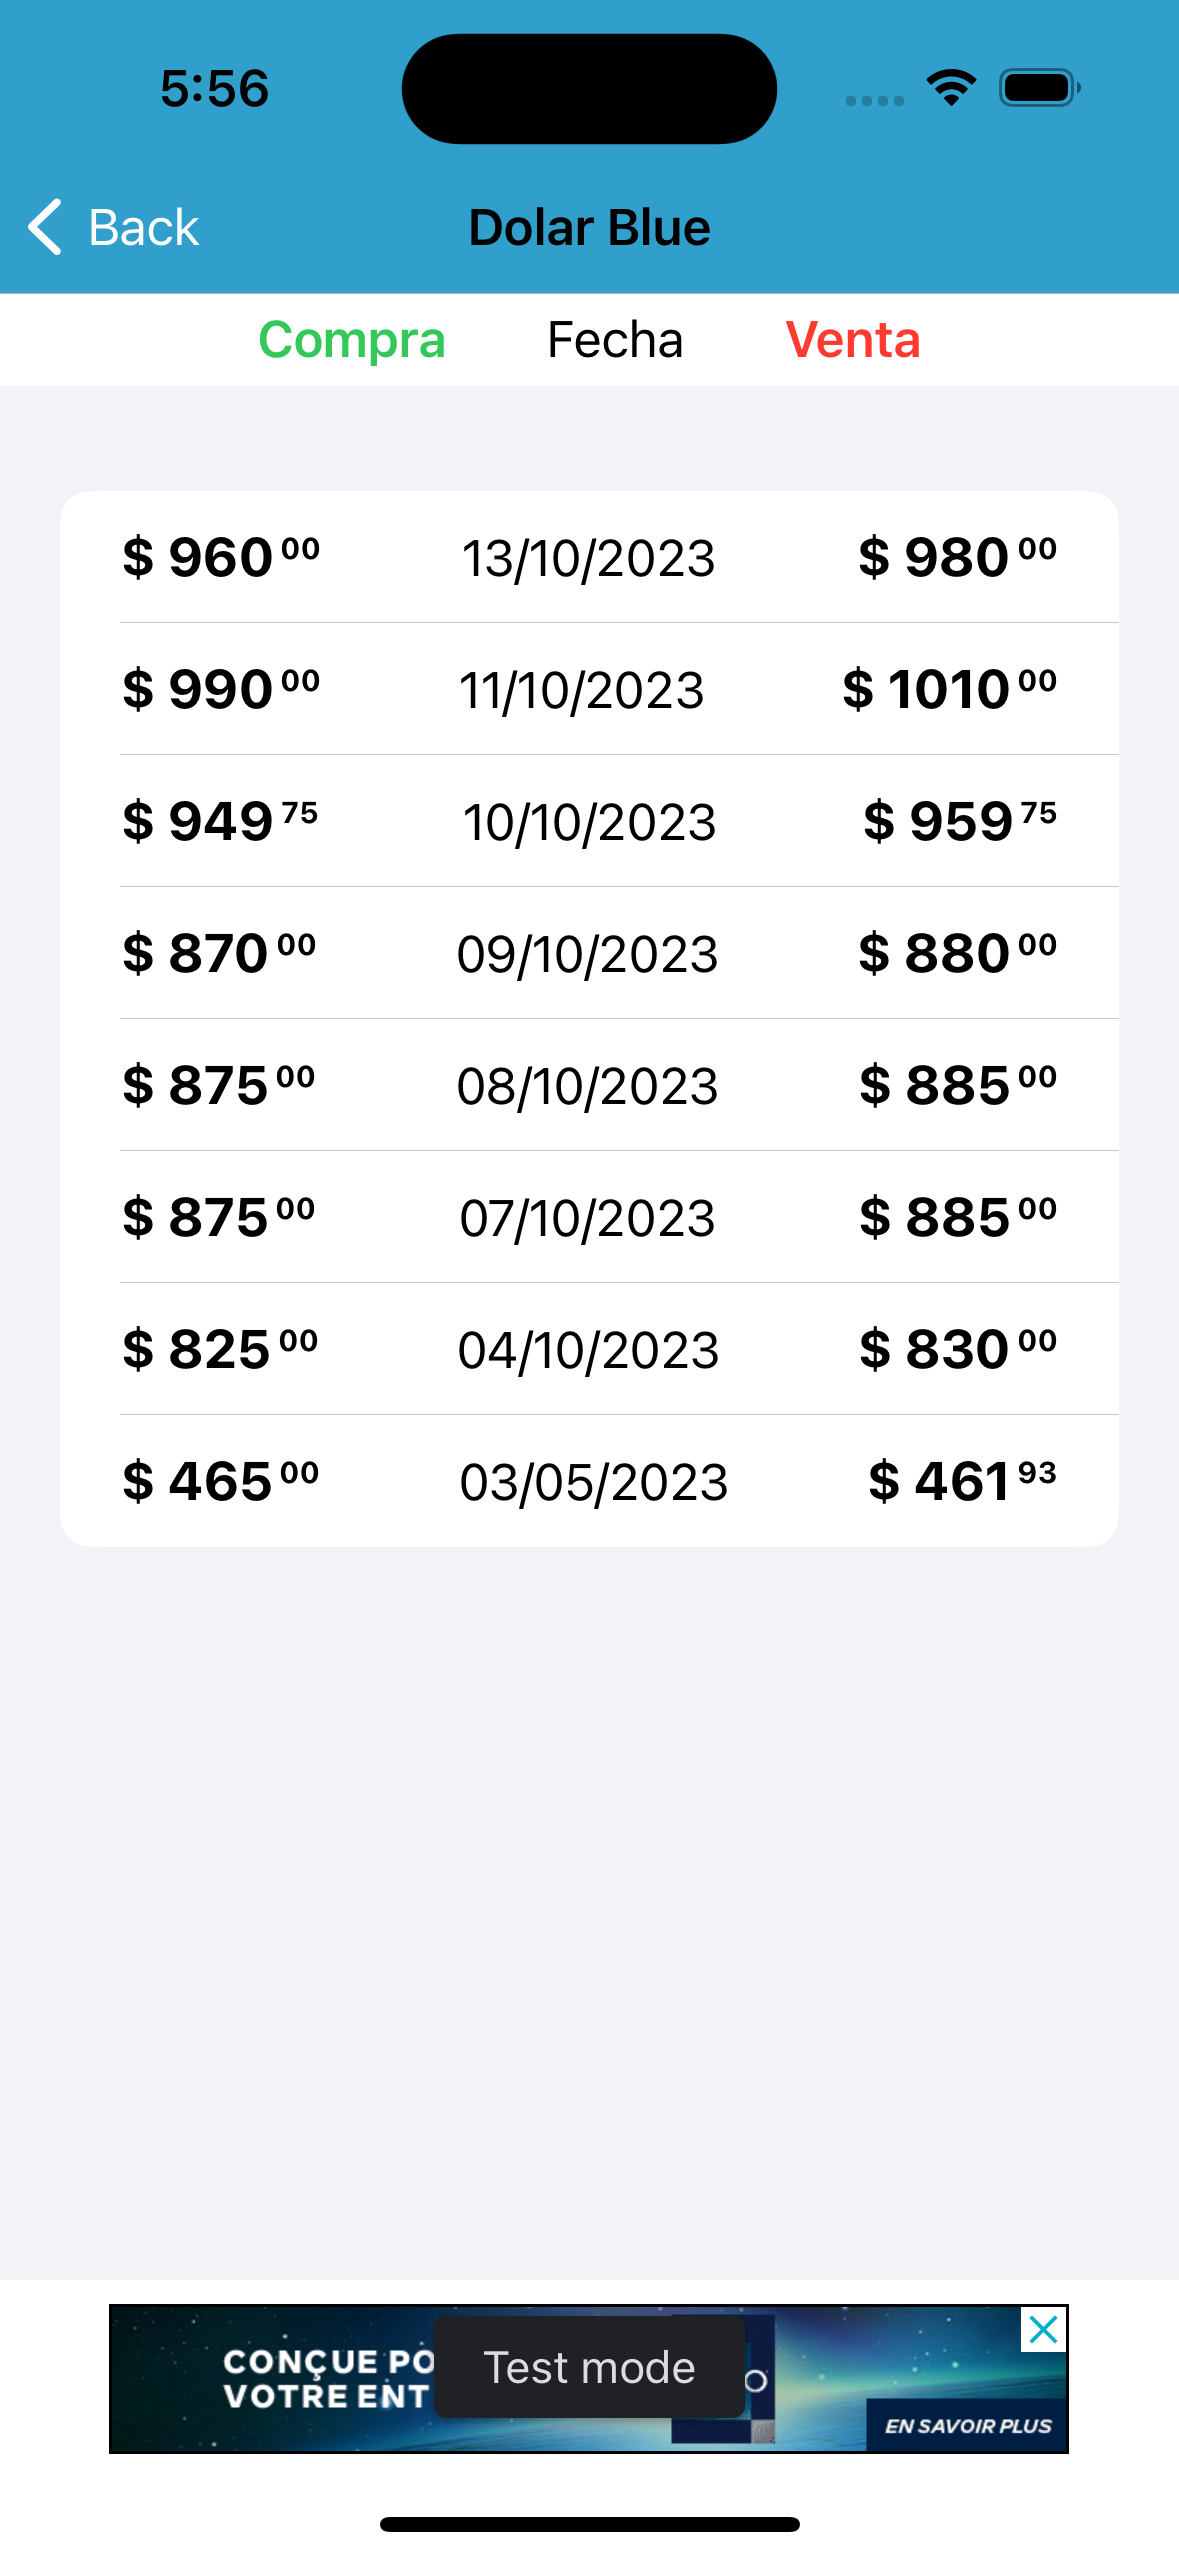 5:56
Back
Dolar Blue
Compra Fecha Venta
$ 960 00 13/10/2023 $ 980 00
$ 990 00 11/10/2023 $ 1010 00
$ 949 75 10/10/2023 $ 959 75
$ 870 00 09/10/2023 $ 880 00
$ 875 00 08/10/2023 $ 885 00
$ 875 00 07/10/2023 $ 885 00
$ 825 00 04/10/2023 $ 830 00
$ 465 00 03/05/2023 $ 461 93
CONÇUE PO
VOTRE ENT
Test mode
EN SAVOIR PLUS